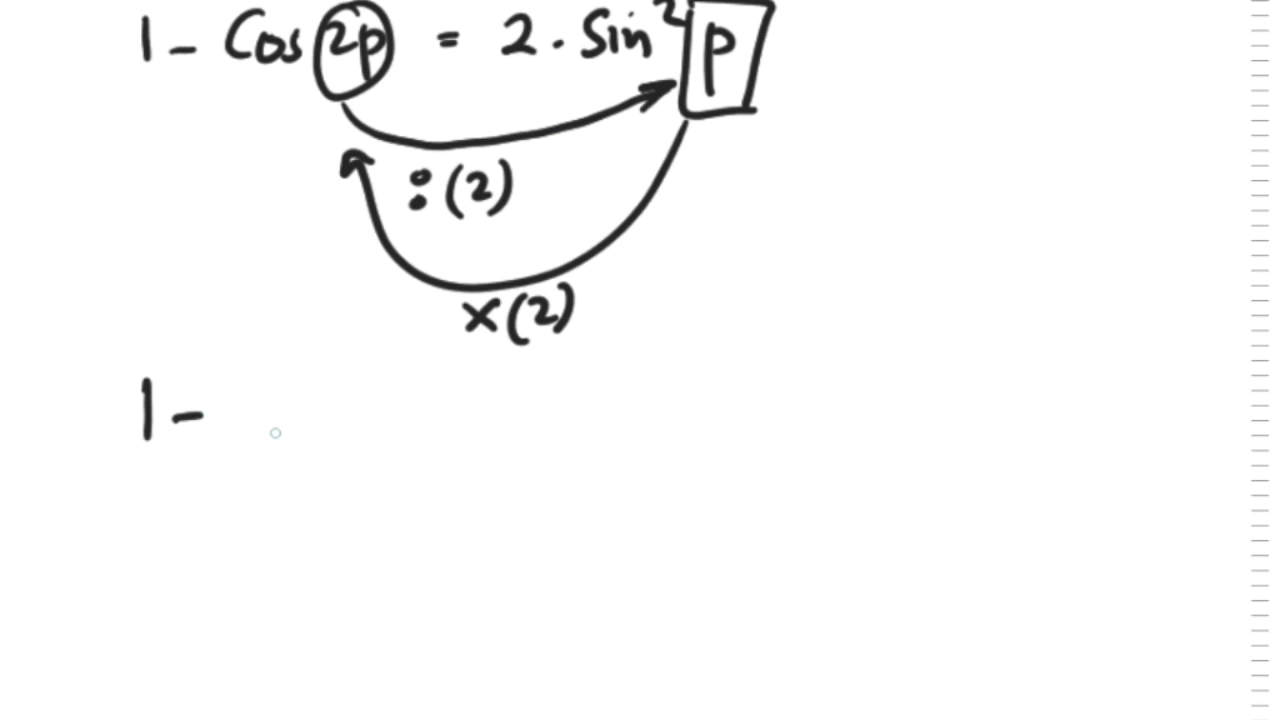 1 - Cos 2p = 2 . Sin² p
: (2)
x (2)
1 -